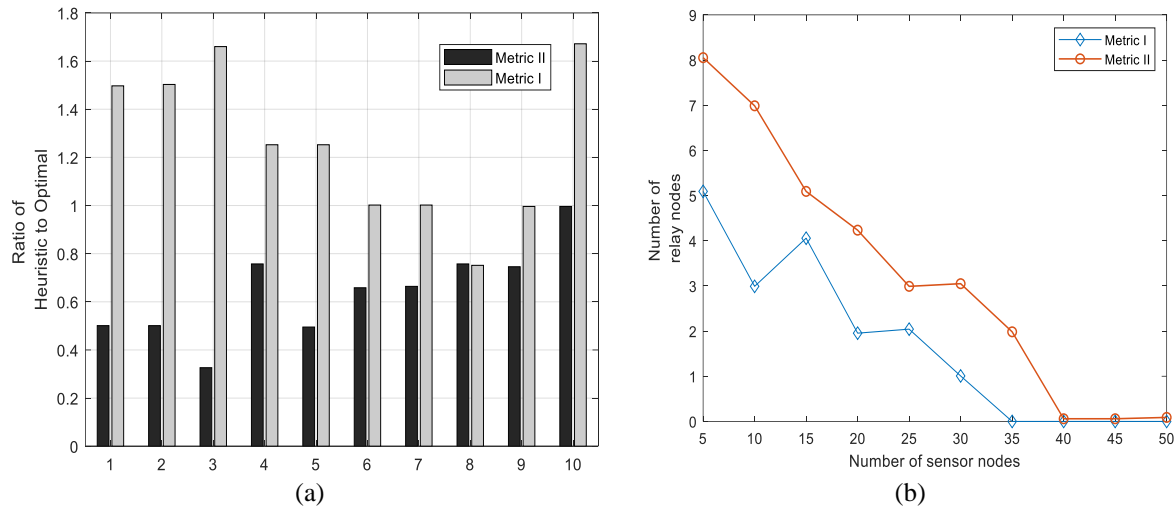 1.8
1.6
1.4
1.2
1
0.8
0.6
0.4
0.2
0
Ratio of
Heuristic to Optimal
Metric II
Metric I
1 2 3 4 5 6 7 8 9 10
(a)
9
8
7
6
5
4
3
2
1
0
Number of
relay nodes
Metric I
Metric II
5 10 15 20 25 30 35 40 45 50
Number of sensor nodes
(b)